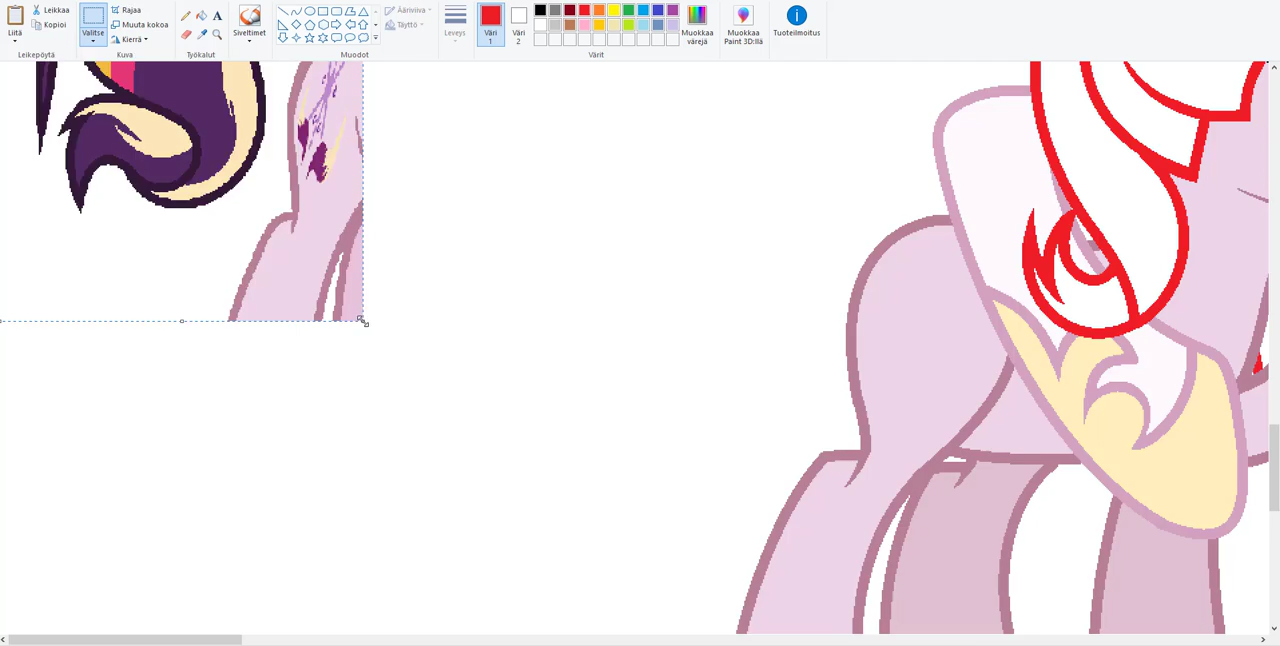 Liitä
Leikkaa
Kopioi
Leikepöytä
Valitse
Rajaa
Muuta kokoa
Kierrä
Kuva
A
Työkalut
Siveltimet
Ääriviiva
Täyttö
Muodot
Leveys
Väri
1
Väri
2
Värit
Muokkaa
värejä
Muokkaa
Paint 3D:llä
Tuoteilmoitus